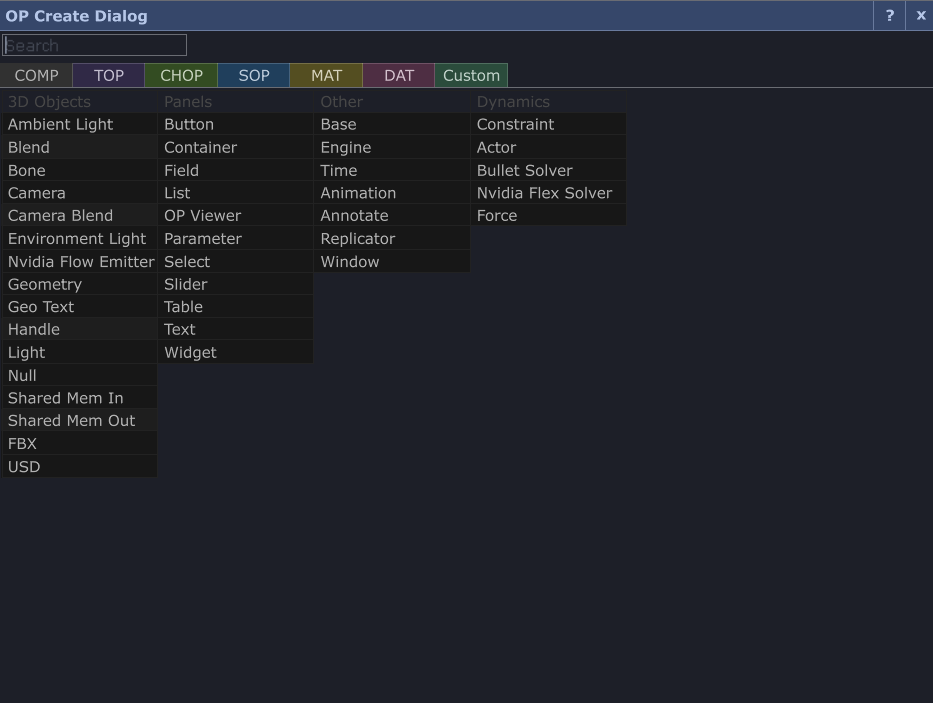 OP Create Dialog ? x
Search
COMP TOP CHOP SOP MAT DAT Custom
3D Objects Panels Other Dynamics
Ambient Light Button Base Constraint
Blend Container Engine Actor
Bone Field Time Bullet Solver
Camera List Animation Nvidia Flex Solver
Camera Blend OP Viewer Annotate Force
Environment Light Parameter Replicator
Nvidia Flow Emitter Select Window
Geometry Slider
Geo Text Table
Handle Text
Light Widget
Null
Shared Mem In
Shared Mem Out
FBX
USD